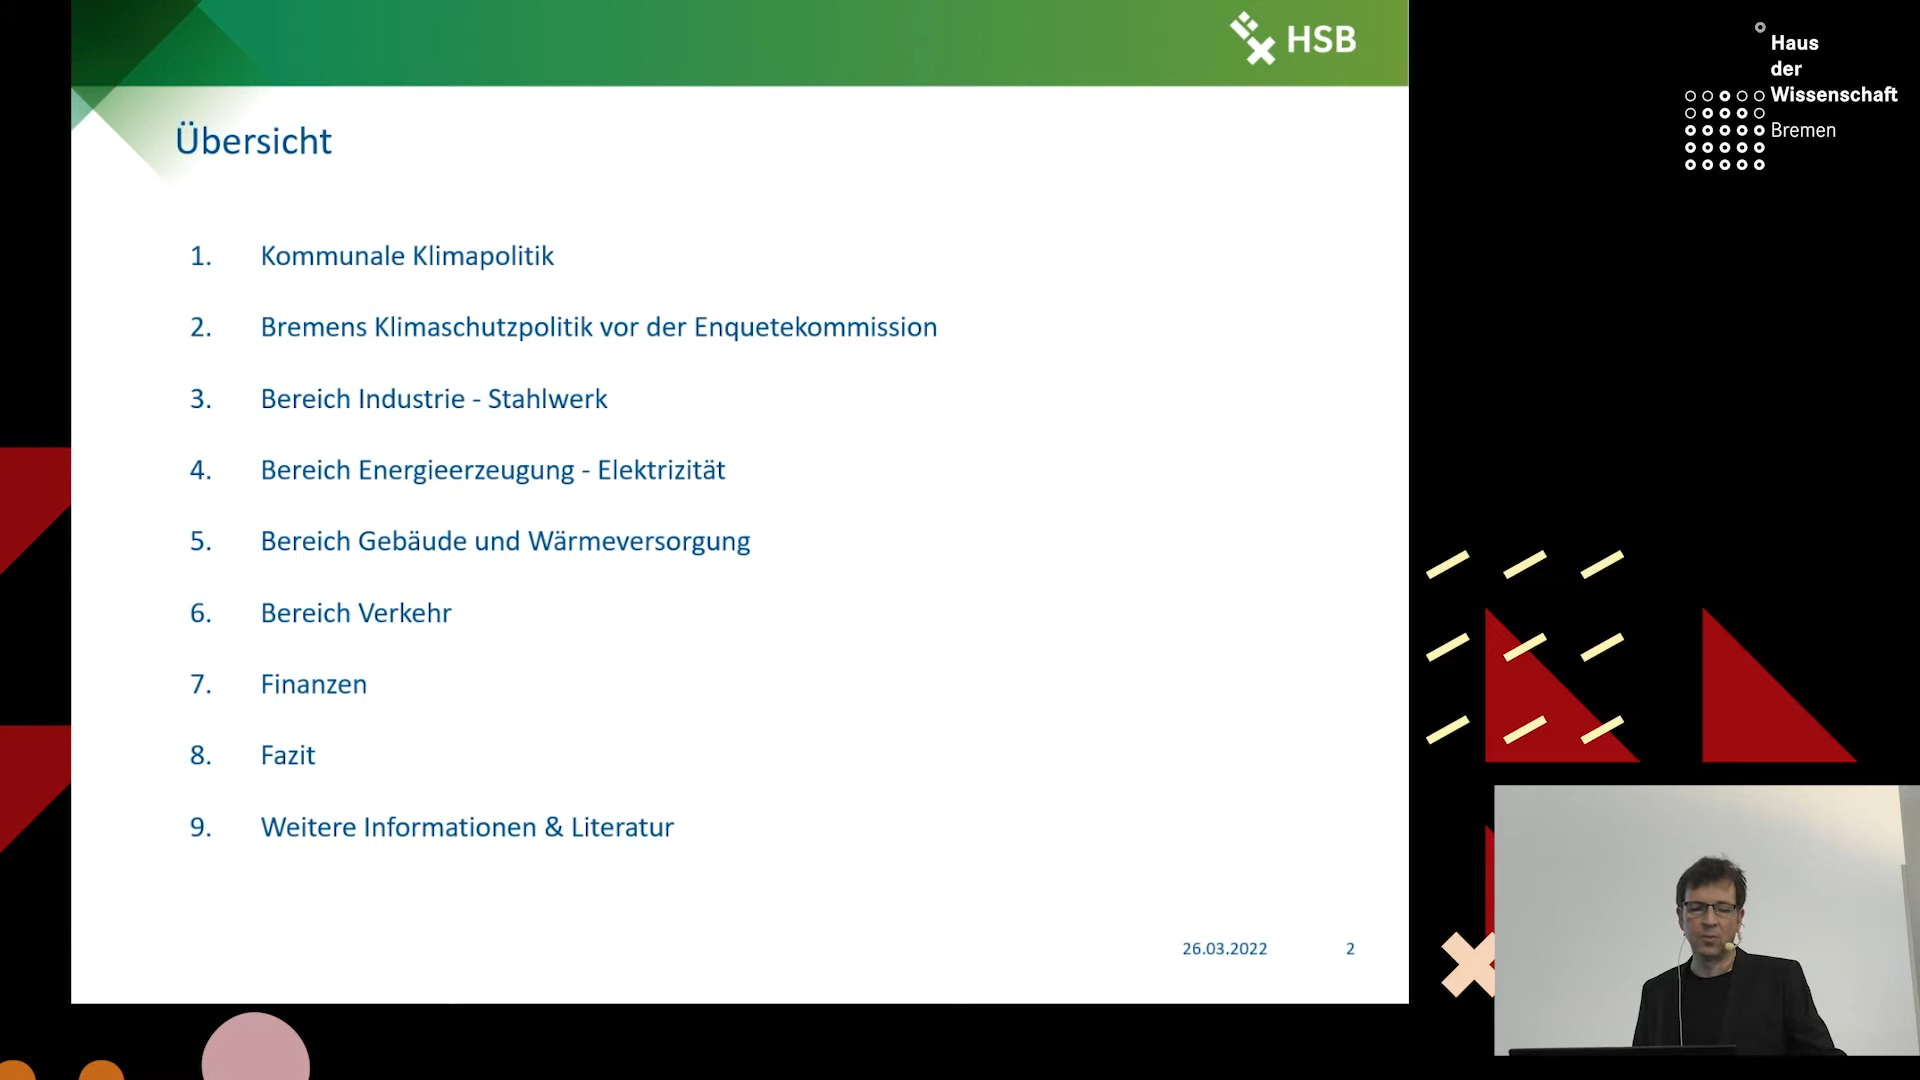 HSB
Haus
der
Wissenschaft
Bremen
Übersicht
1. Kommunale Klimapolitik
2. Bremens Klimaschutzpolitik vor der Enquetekommission
3. Bereich Industrie - Stahlwerk
4. Bereich Energieerzeugung - Elektrizität
5. Bereich Gebäude und Wärmeversorgung
6. Bereich Verkehr
7. Finanzen
8. Fazit
9. Weitere Informationen & Literatur
26.03.2022 2